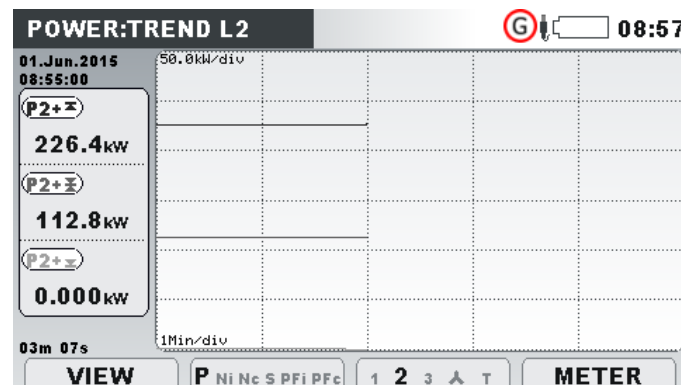 POWER:TREND L2 G 08:57
01.Jun.2015
08:55:00
50.0kW/div
P2+
226.4kW
P2+
112.8kW
P2+
0.000kW
03m 07s
1Min/div
VIEW P Ni Nc S PFi PFc 1 2 3 T METER